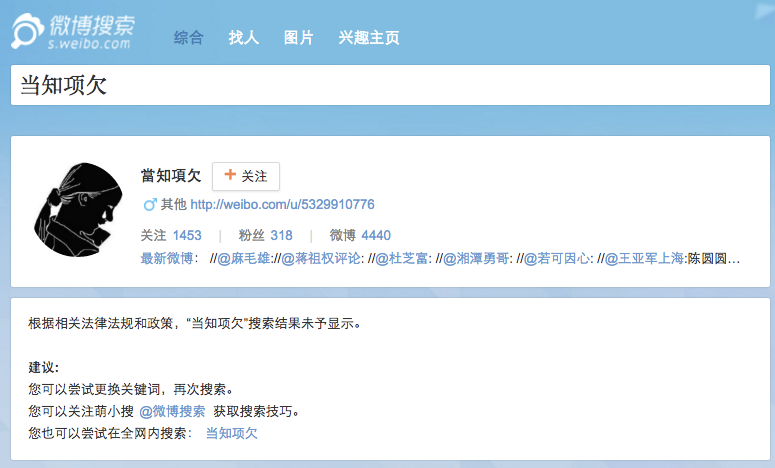 微博搜索
s.weibo.com
综合 找人 图片 兴趣主页
当知项欠
當知項欠 + 关注
♂ 其他 http://weibo.com/u/5329910776
关注 1453 | 粉丝 318 | 微博 4440
最新微博： //@麻毛雄://@蒋祖权评论: //@杜芝富: //@湘潭勇哥: //@若可因心: //@王亚军上海:陈圆圆...
根据相关法律法规和政策，“当知项欠”搜索结果未予显示。
建议:
您可以尝试更换关键词，再次搜索。
您可以关注萌小搜 @微博搜索 获取搜索技巧。
您也可以尝试在全网内搜索： 当知项欠